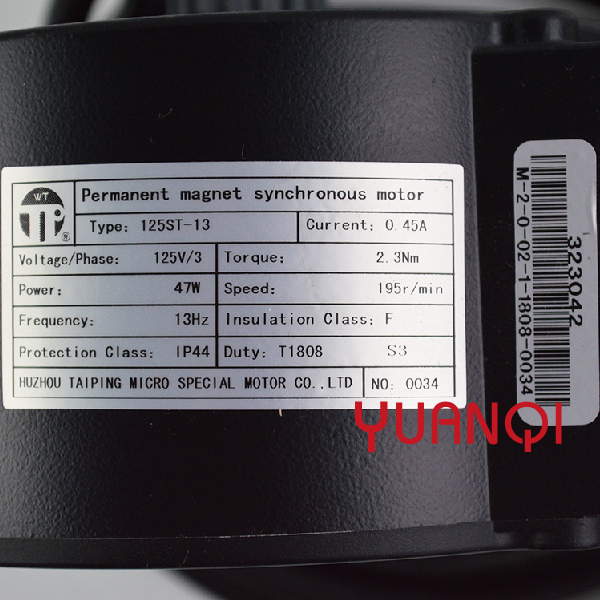 WT
®
Permanent magnet synchronous motor
Type: 125ST-13 Current: 0.45A
Voltage/Phase: 125V/3 Torque: 2.3Nm
Power: 47W Speed: 195r/min
Frequency: 13Hz Insulation Class: F
Protection Class: IP44 Duty: T1808 S3
HUZHOU TAIPING MICRO SPECIAL MOTOR CO.,LTD NO: 0034
YUANQI
323042
M-2-0-02-1-1808-0034